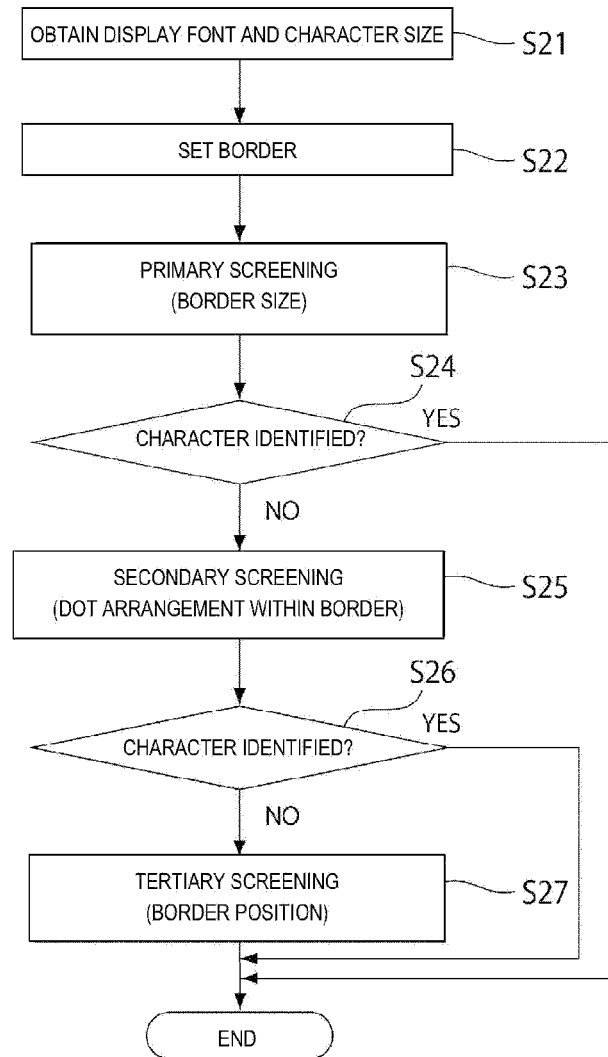 OBTAIN DISPLAY FONT AND CHARACTER SIZE
S21
SET BORDER
S22
PRIMARY SCREENING
(BORDER SIZE)
S23
S24
CHARACTER IDENTIFIED?
YES
NO
SECONDARY SCREENING
(DOT ARRANGEMENT WITHIN BORDER)
S25
S26
CHARACTER IDENTIFIED?
YES
NO
TERTIARY SCREENING
(BORDER POSITION)
S27
END